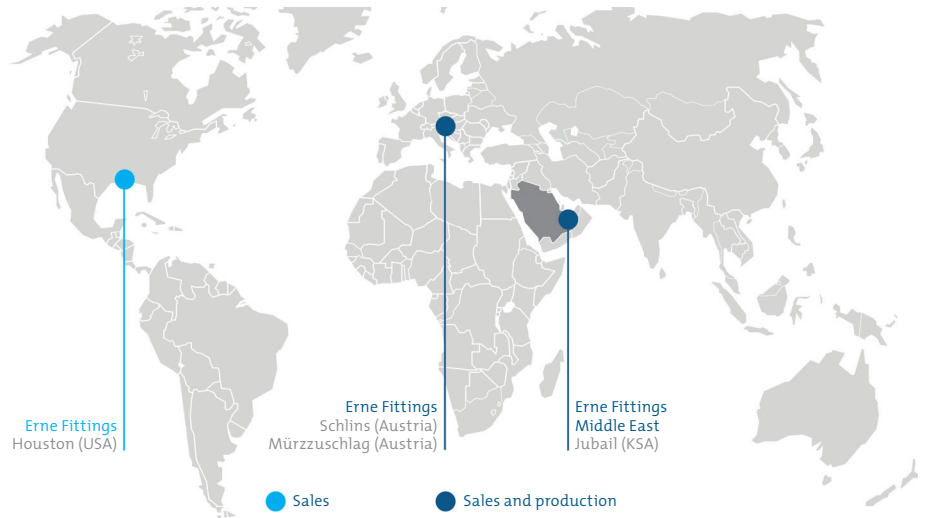 Erne Fittings
Houston (USA)
Erne Fittings
Schlins (Austria)
Mürzzuschlag (Austria)
Erne Fittings
Middle East
Jubail (KSA)
Sales
Sales and production